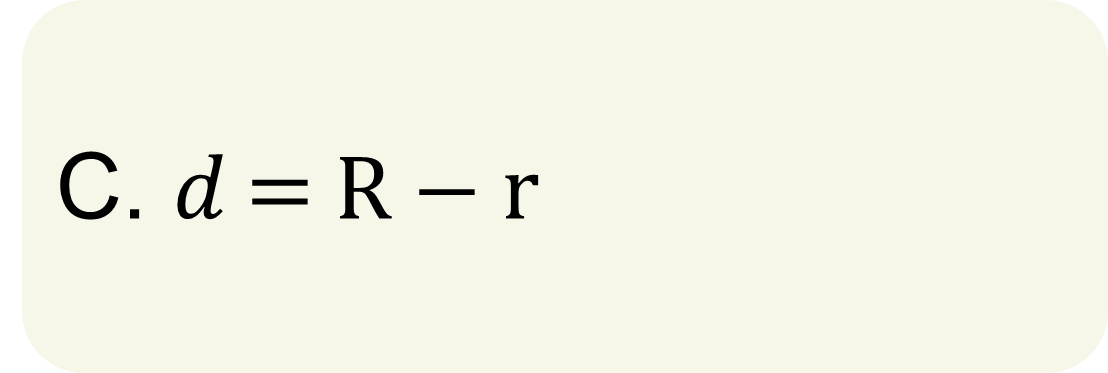 C. d = R − r